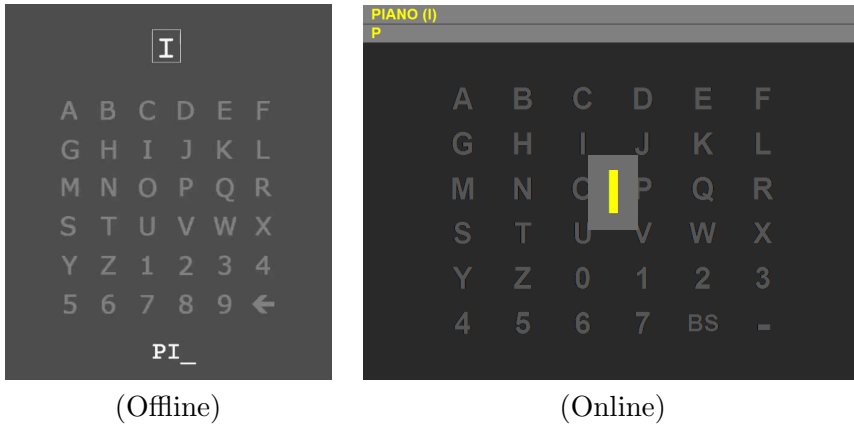 I
A B C D E F
G H I J K L
M N O P Q R
S T U V W X
Y Z 1 2 3 4
5 6 7 8 9 ←
PI_
(Offline)
PIANO (I)
P
A B C D E F
G H I J K L
M N O P Q R
I
S T U V W X
Y Z 0 1 2 3
4 5 6 7 BS -
(Online)